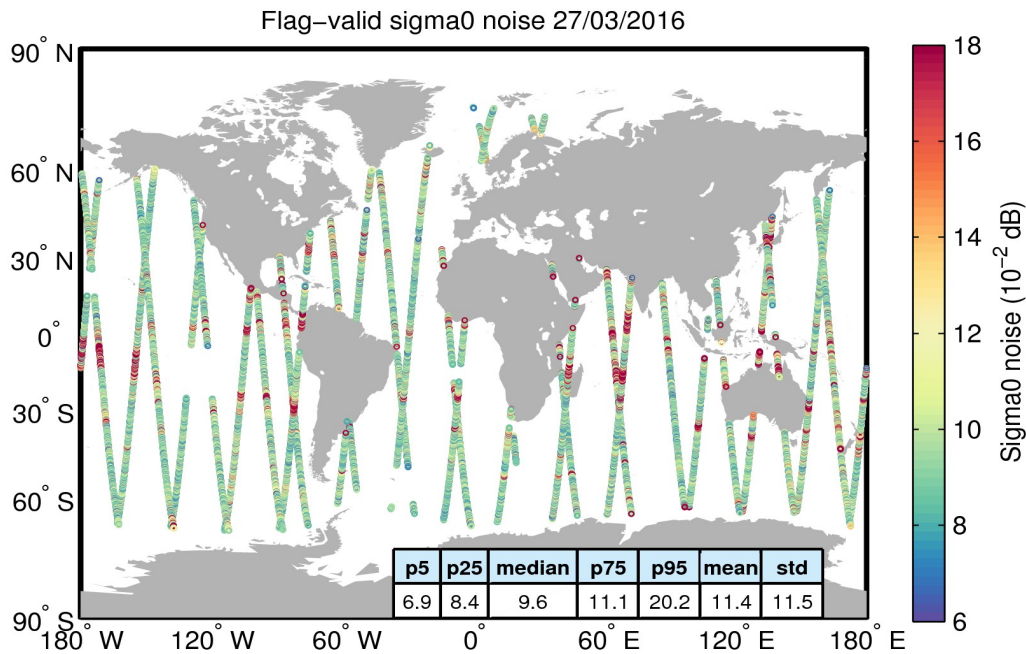 Flag−valid sigma0 noise 27/03/2016
90° N
60° N
30° N
0°
30° S
60° S
90° S
180° W
120° W
60° W
0°
60° E
120° E
180° E
p5 p25 median p75 p95 mean std
6.9 8.4 9.6 11.1 20.2 11.4 11.5
18
16
14
12
10
8
6
Sigma0 noise (10⁻² dB)